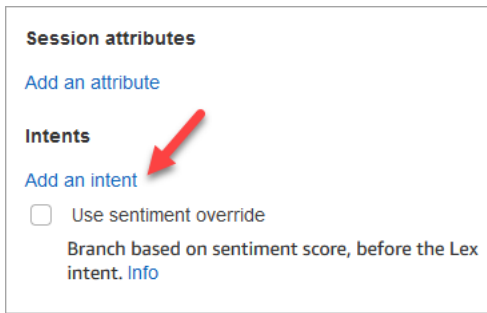 Session attributes
Add an attribute
Intents
Add an intent
Use sentiment override
Branch based on sentiment score, before the Lex
intent. Info